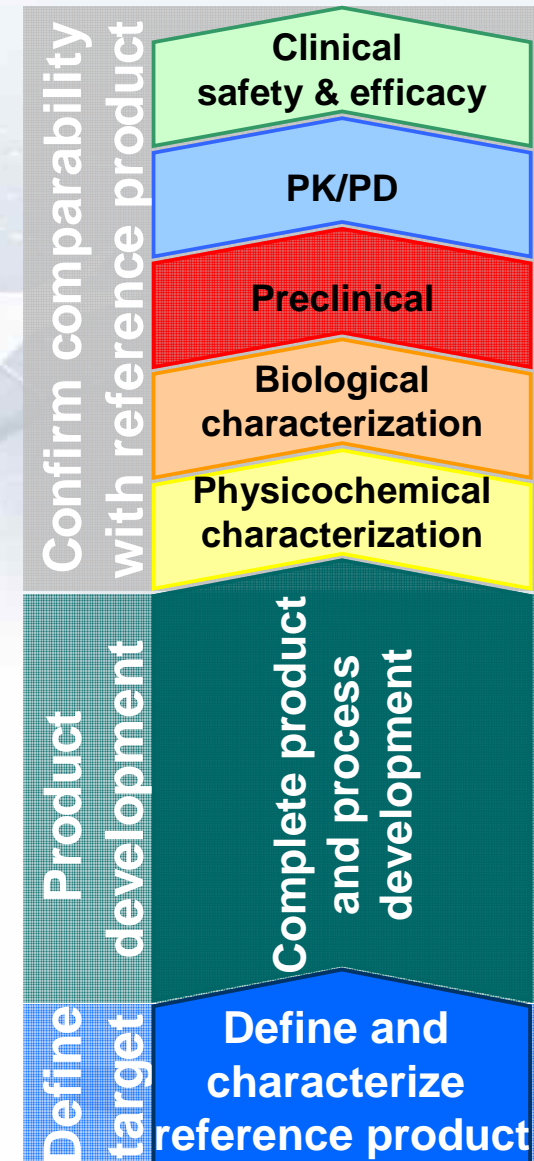 Confirm comparability
with reference product
Clinical
safety & efficacy
PK/PD
Preclinical
Biological
characterization
Physicochemical
characterization
Product
development
Complete product
and process
development
Define
target
Define and
characterize
reference product